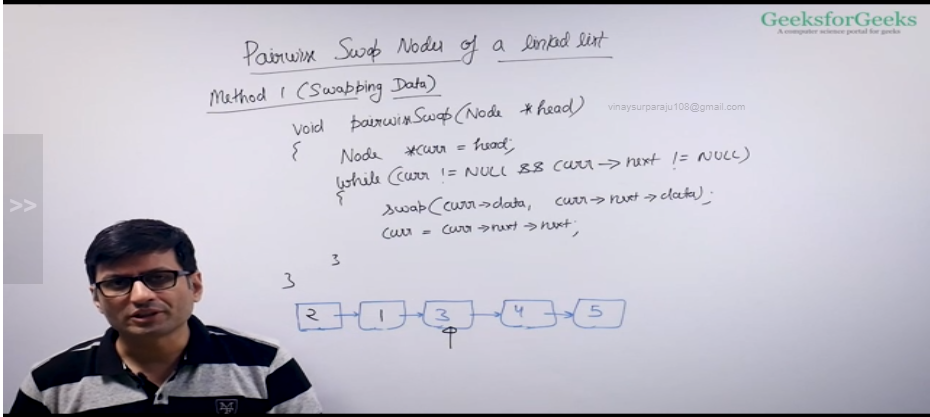 GeeksforGeeks
A computer science portal for geeks
Pairwise Swap Nodes of a linked list
Method 1 (Swapping Data)
vinaysurparaju108@gmail.com
void pairwiseSwap(Node *head)
{ Node *curr = head;
while (curr != NULL && curr → next != NULL)
{
swap(curr→data, curr→next→data);
curr = curr→next→next;
}
}
>>
2 → 1 → 3 → 4 → 5